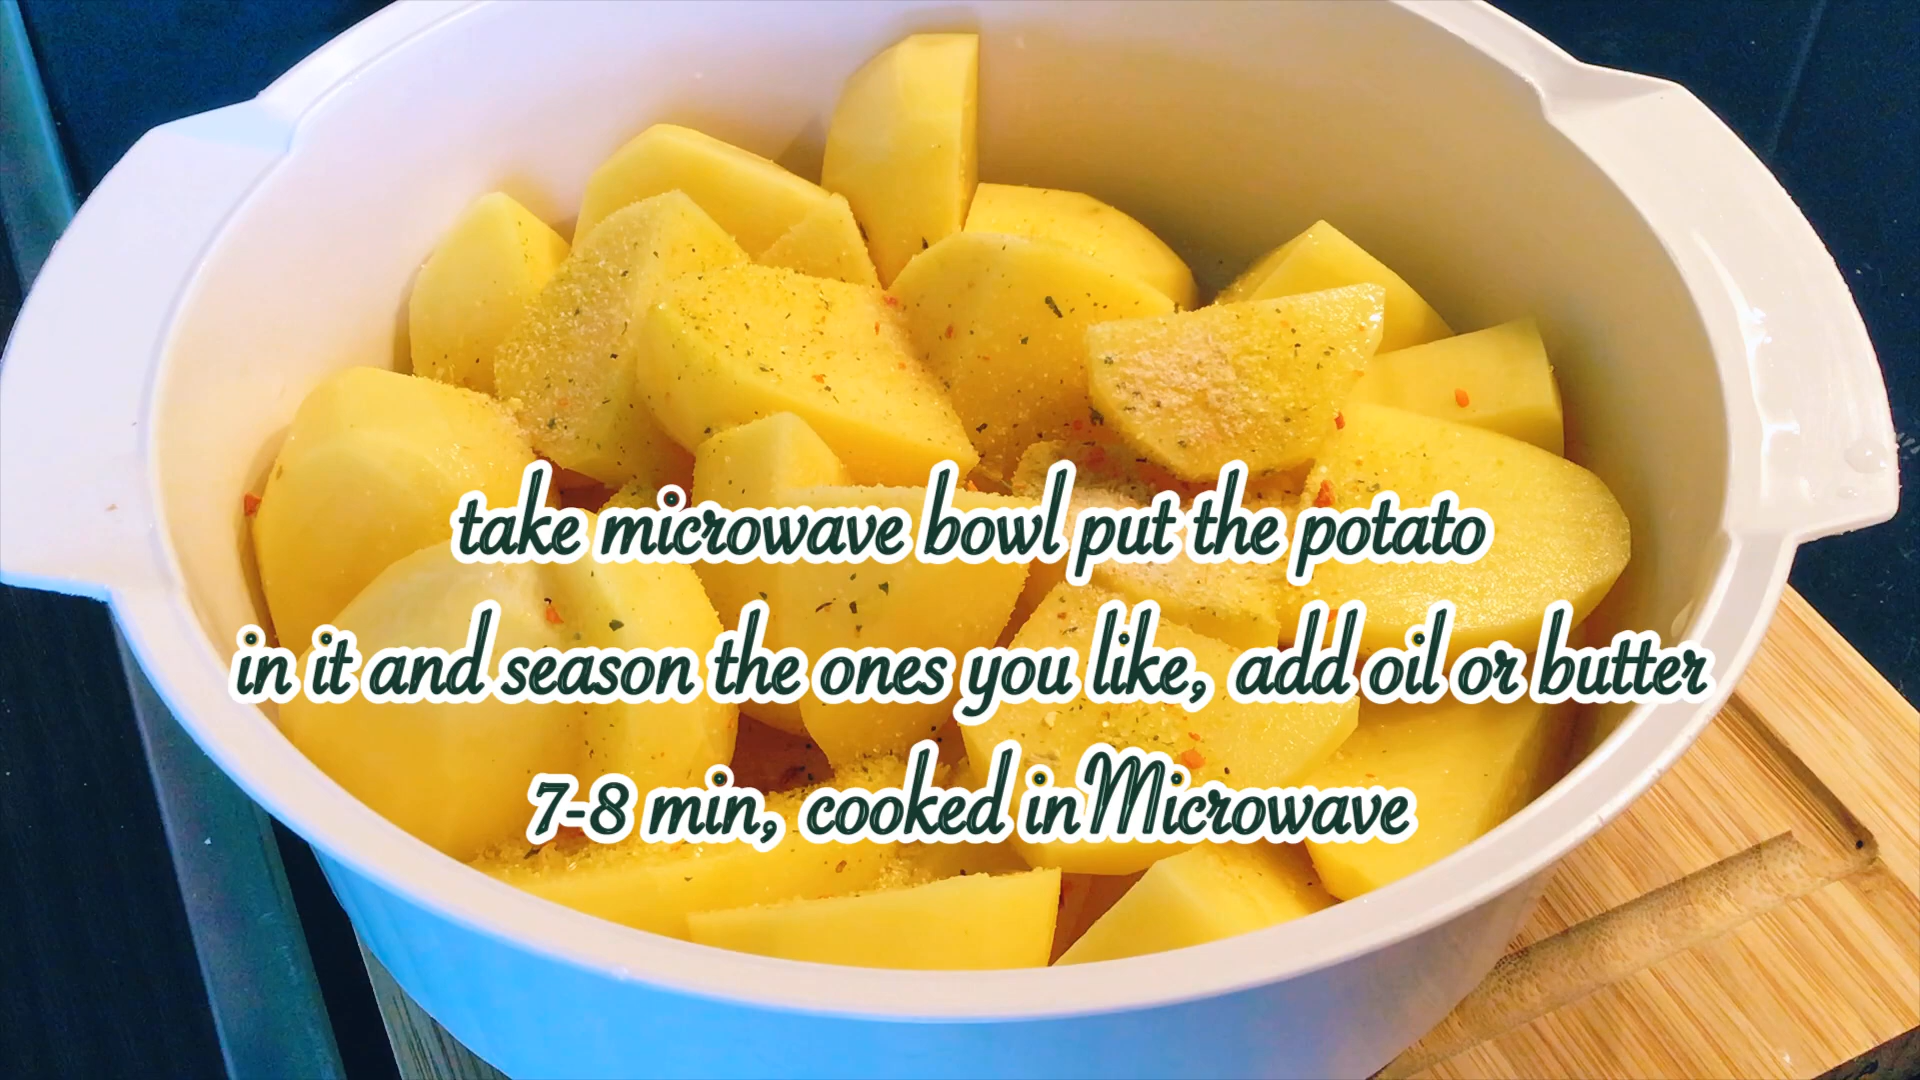 take microwave bowl put the potato
in it and season the ones you like, add oil or butter
7-8 min, cooked in Microwave